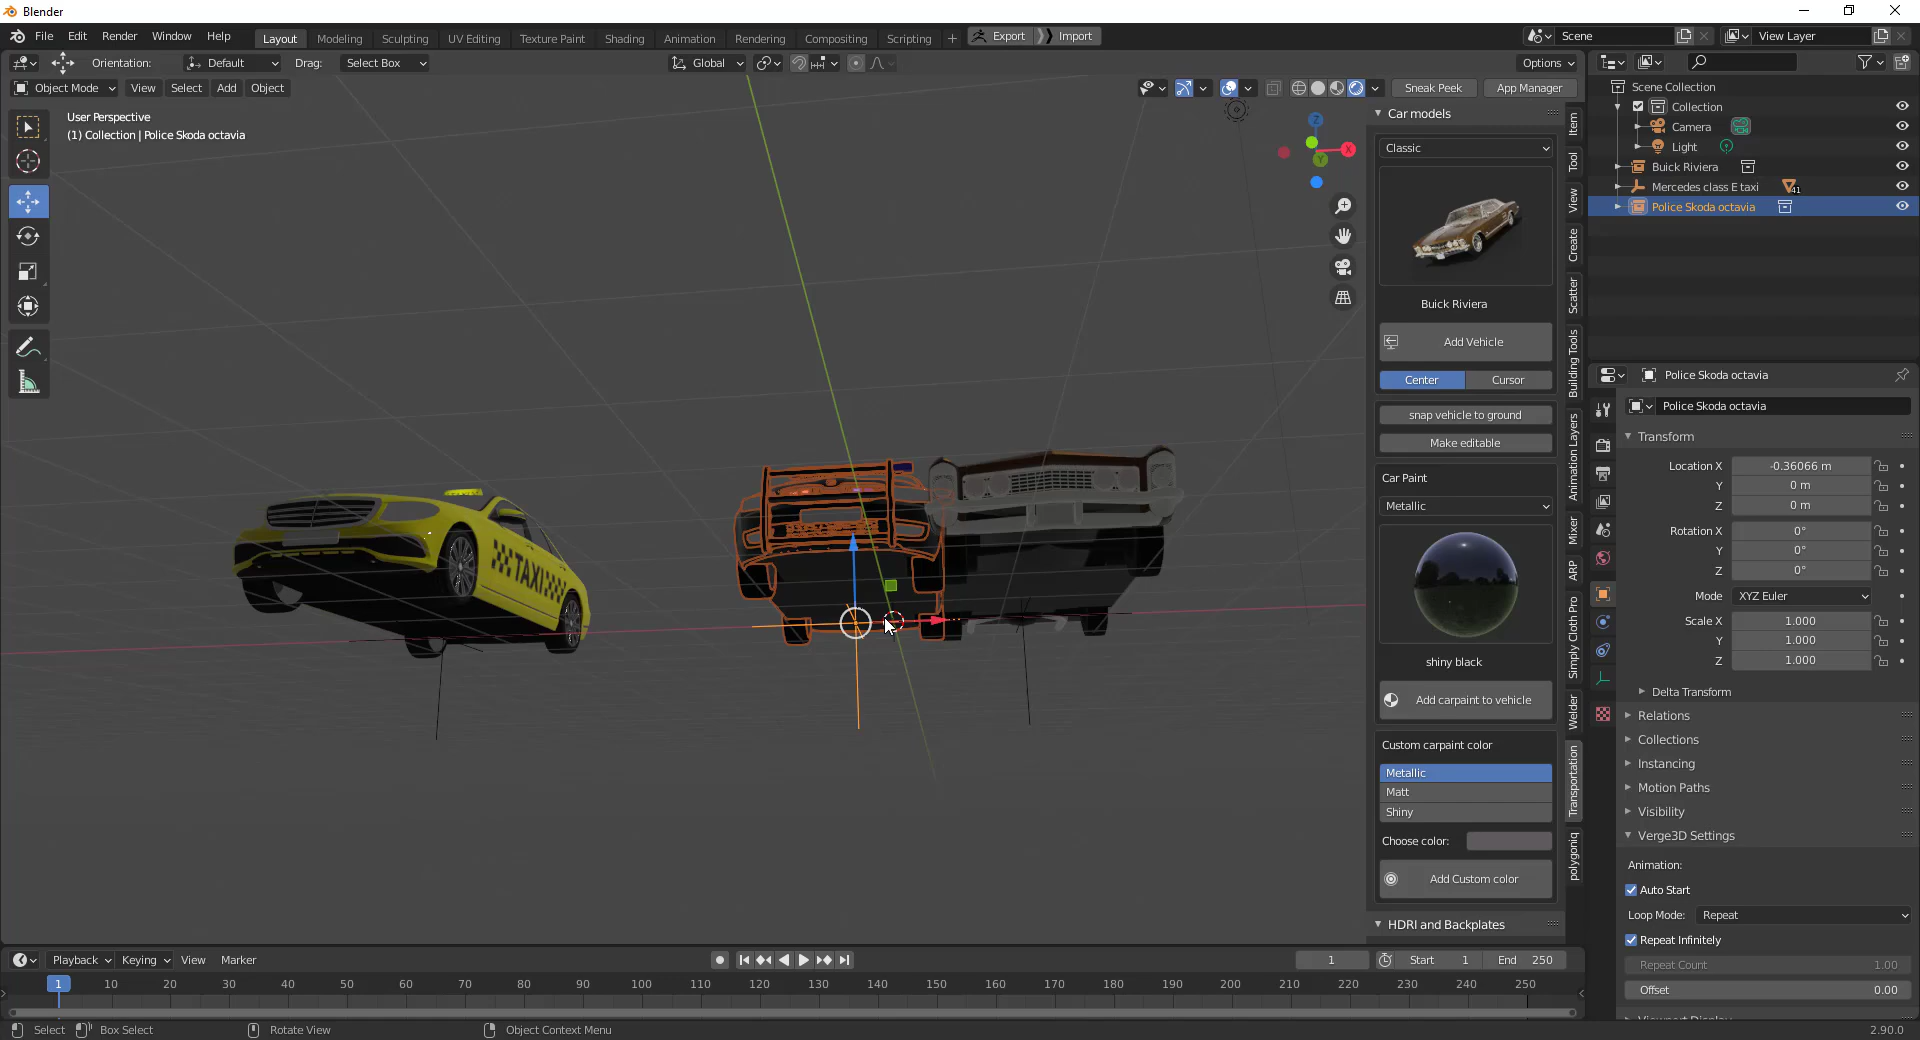 Blender
File Edit Render Window Help
Layout Modeling Sculpting UV Editing Texture Paint Shading Animation Rendering Compositing Scripting + Export Import
Scene
View Layer
Orientation: Default Drag: Select Box
Global
Options
Object Mode View Select Add Object
Sneak Peek App Manager
User Perspective
(1) Collection | Police Skoda octavia
Z
X
Y
TAXI
Car models
Classic
Buick Riviera
Add Vehicle
Center Cursor
snap vehicle to ground
Make editable
Car Paint
Metallic
shiny black
Add carpaint to vehicle
Custom carpaint color
Metallic
Matt
Shiny
Choose color:
Add Custom color
HDRI and Backplates
Item
Tool
View
Create
Scatter
Building Tools
Animation Layers
Mixer
ARP
Simply Cloth Pro
Welder
Transportation
polygoniq
Scene Collection
Collection
Camera
Light
Buick Riviera
Mercedes class E taxi 41
Police Skoda octavia
Police Skoda octavia
Police Skoda octavia
Transform
Location X -0.36066 m
Y 0 m
Z 0 m
Rotation X 0°
Y 0°
Z 0°
Mode XYZ Euler
Scale X 1.000
Y 1.000
Z 1.000
Delta Transform
Relations
Collections
Instancing
Motion Paths
Visibility
Verge3D Settings
Animation:
Auto Start
Loop Mode: Repeat
Repeat Infinitely
Repeat Count 1.00
Offset 0.00
Viewport Display
Playback Keying View Marker
1 Start 1 End 250
1 10 20 30 40 50 60 70 80 90 100 110 120 130 140 150 160 170 180 190 200 210 220 230 240 250
Select Box Select Rotate View Object Context Menu
2.90.0